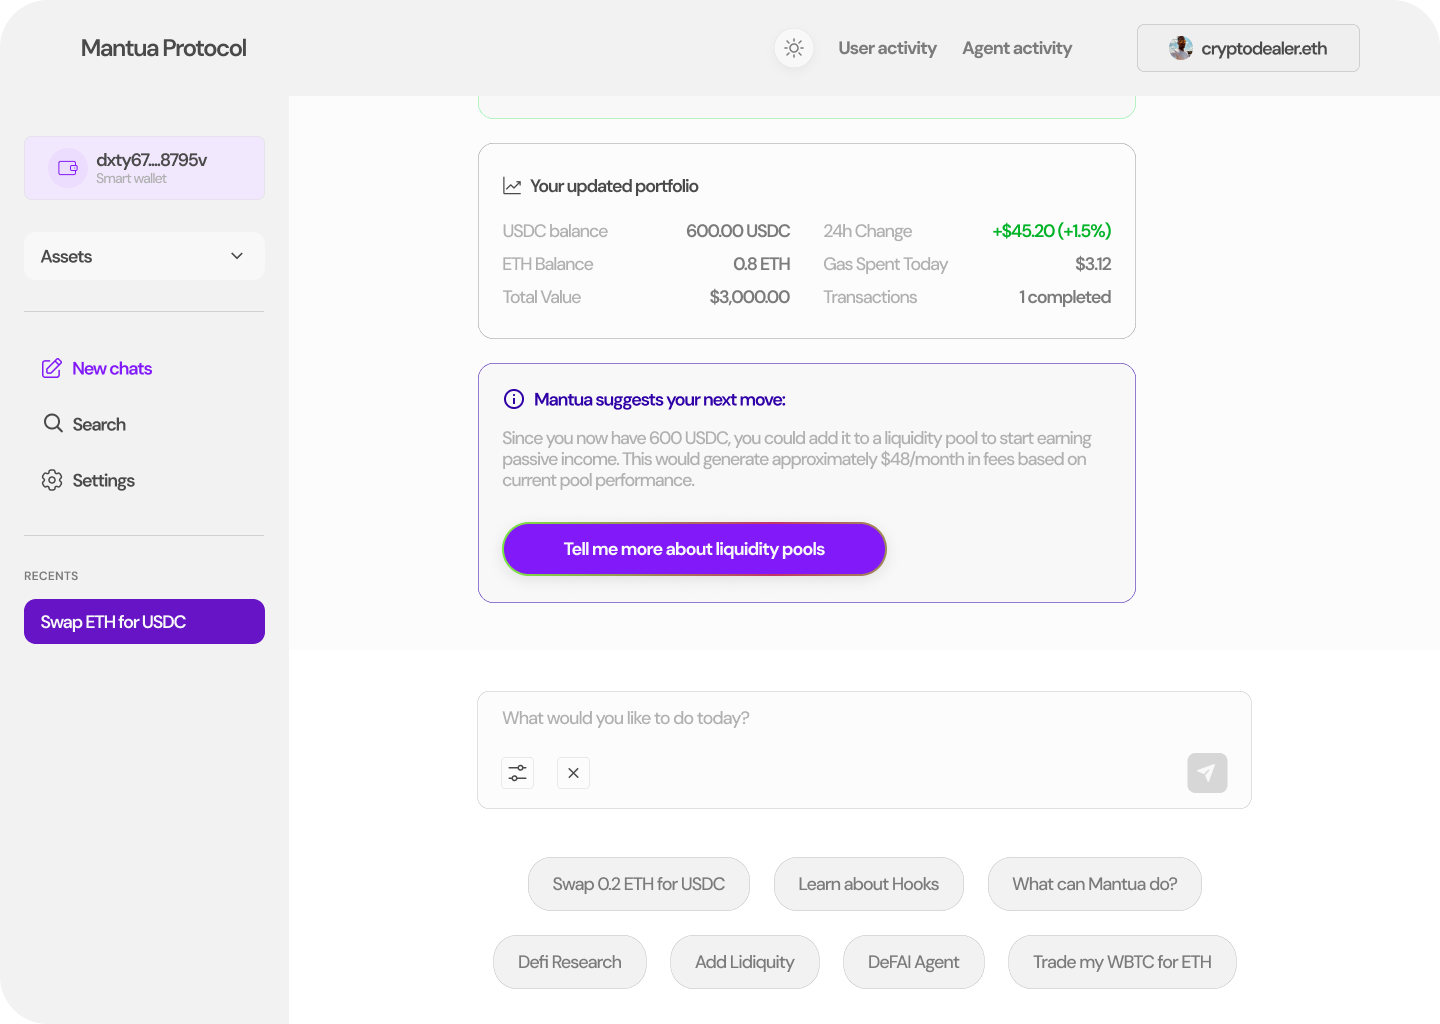 Mantua Protocol
User activity
Agent activity
cryptodealer.eth
dxty67....8795v
Smart wallet
Assets
New chats
Search
Settings
RECENTS
Swap ETH for USDC
Your updated portfolio
USDC balance 600.00 USDC 24h Change +$45.20 (+1.5%)
ETH Balance 0.8 ETH Gas Spent Today $3.12
Total Value $3,000.00 Transactions 1 completed
Mantua suggests your next move:
Since you now have 600 USDC, you could add it to a liquidity pool to start earning
passive income. This would generate approximately $48/month in fees based on
current pool performance.
Tell me more about liquidity pools
What would you like to do today?
Swap 0.2 ETH for USDC
Learn about Hooks
What can Mantua do?
Defi Research
Add Lidiquity
DeFAI Agent
Trade my WBTC for ETH